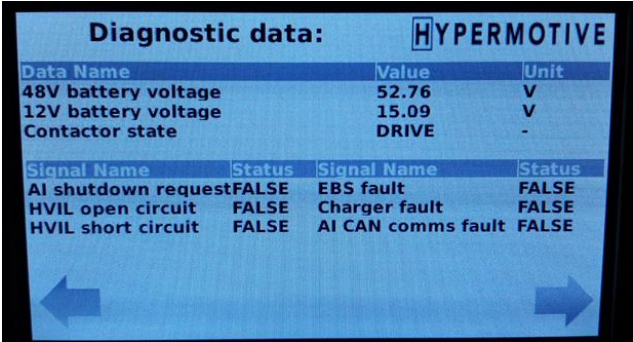 Diagnostic data: HYPERMOTIVE
Data Name Value Unit
48V battery voltage 52.76 V
12V battery voltage 15.09 V
Contactor state DRIVE -
Signal Name Status Signal Name Status
AI shutdown request FALSE EBS fault FALSE
HVIL open circuit FALSE Charger fault FALSE
HVIL short circuit FALSE AI CAN comms fault FALSE